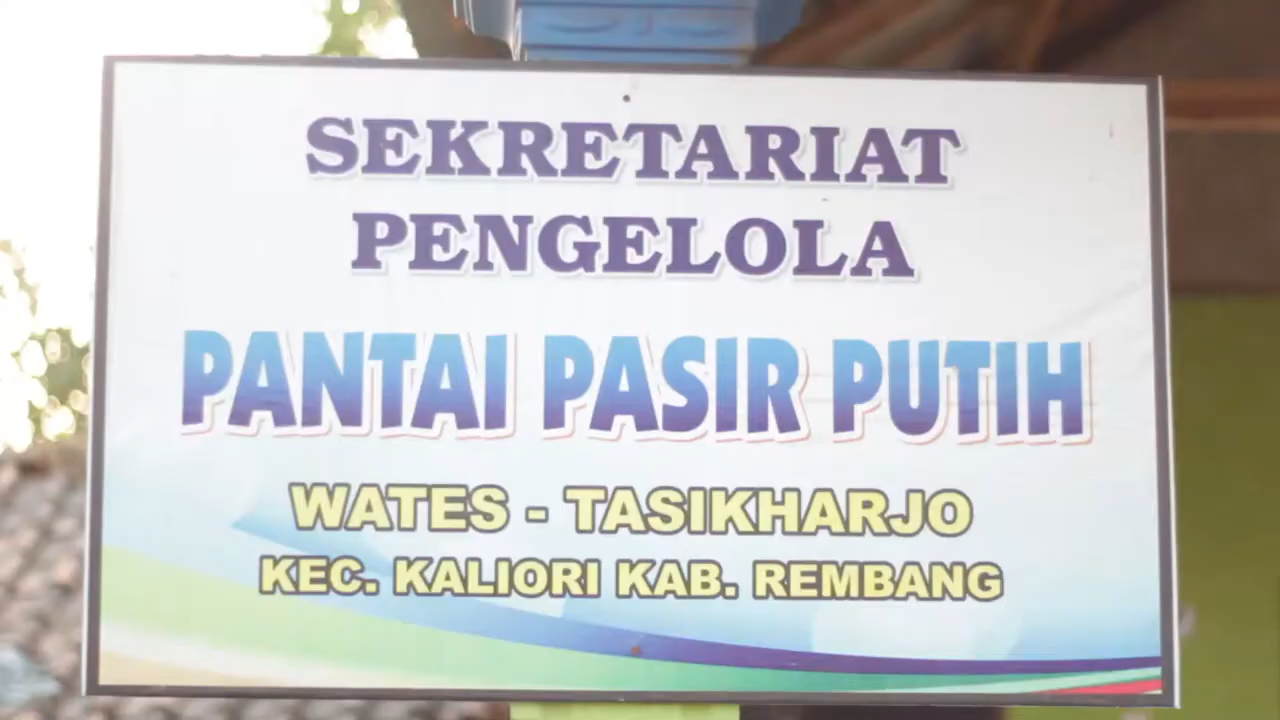 SEKRETARIAT
PENGELOLA
PANTAI PASIR PUTIH
WATES - TASIKHARJO
KEC. KALIORI KAB. REMBANG